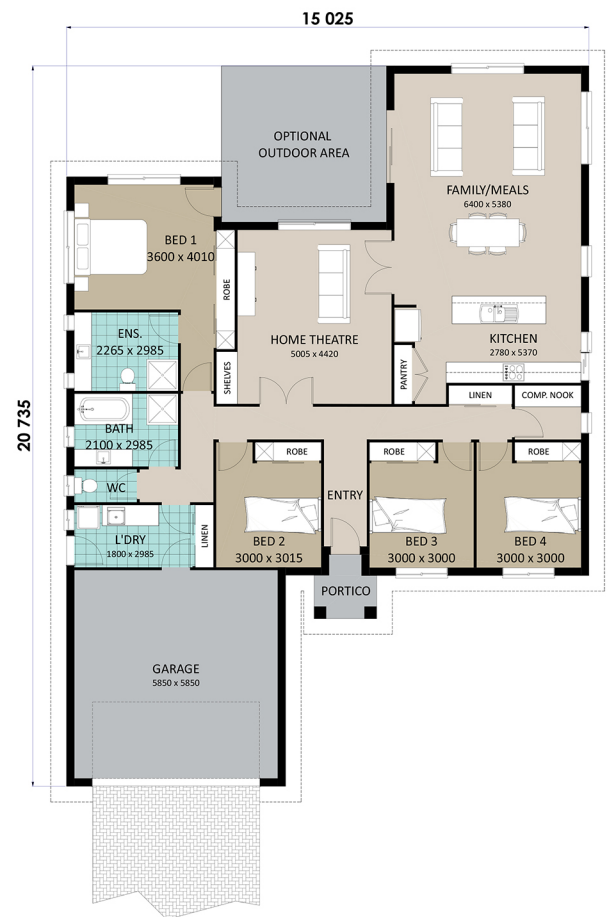 15 025
20 735
OPTIONAL
OUTDOOR AREA
FAMILY/MEALS
6400 x 5380
BED 1
3600 x 4010
ROBE
HOME THEATRE
5005 x 4420
KITCHEN
2780 x 5370
ENS.
2265 x 2985
SHELVES
PANTRY
LINEN
COMP. NOOK
BATH
2100 x 2985
ROBE
ROBE
ROBE
WC
ENTRY
L'DRY
1800 x 2985
LINEN
BED 2
3000 x 3015
BED 3
3000 x 3000
BED 4
3000 x 3000
PORTICO
GARAGE
5850 x 5850